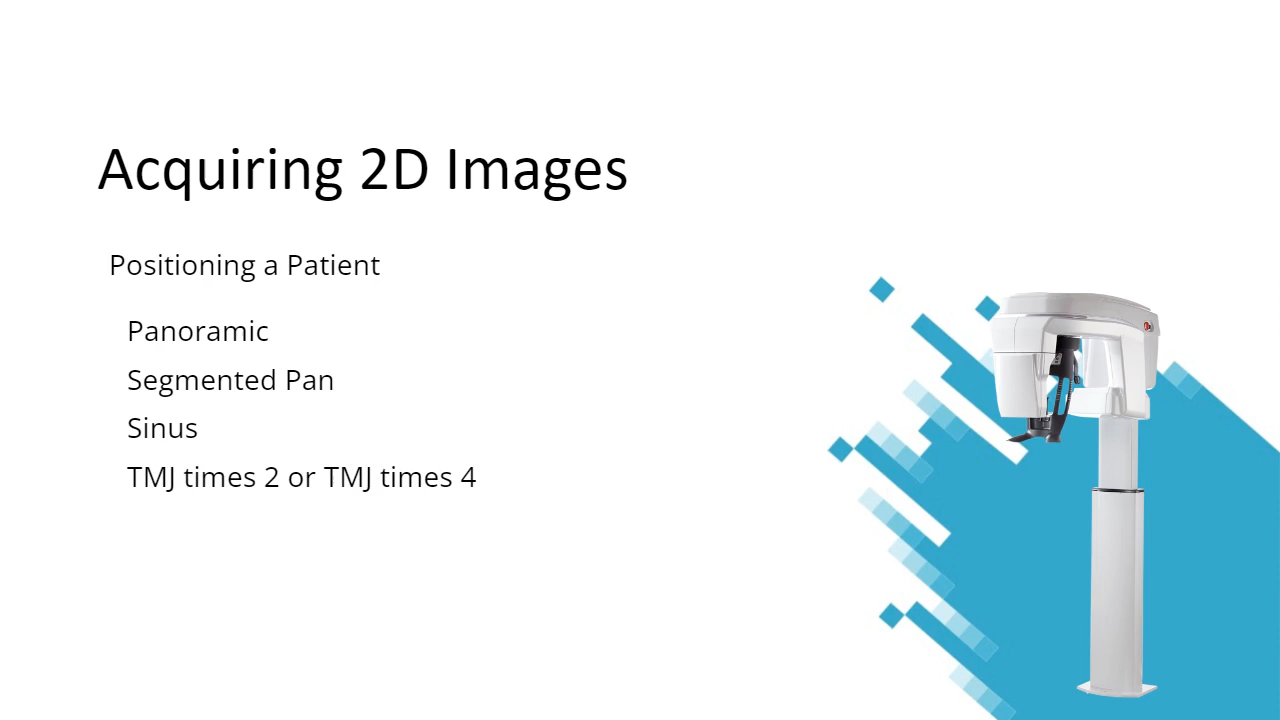 Acquiring 2D Images
Positioning a Patient
Panoramic
Segmented Pan
Sinus
TMJ times 2 or TMJ times 4